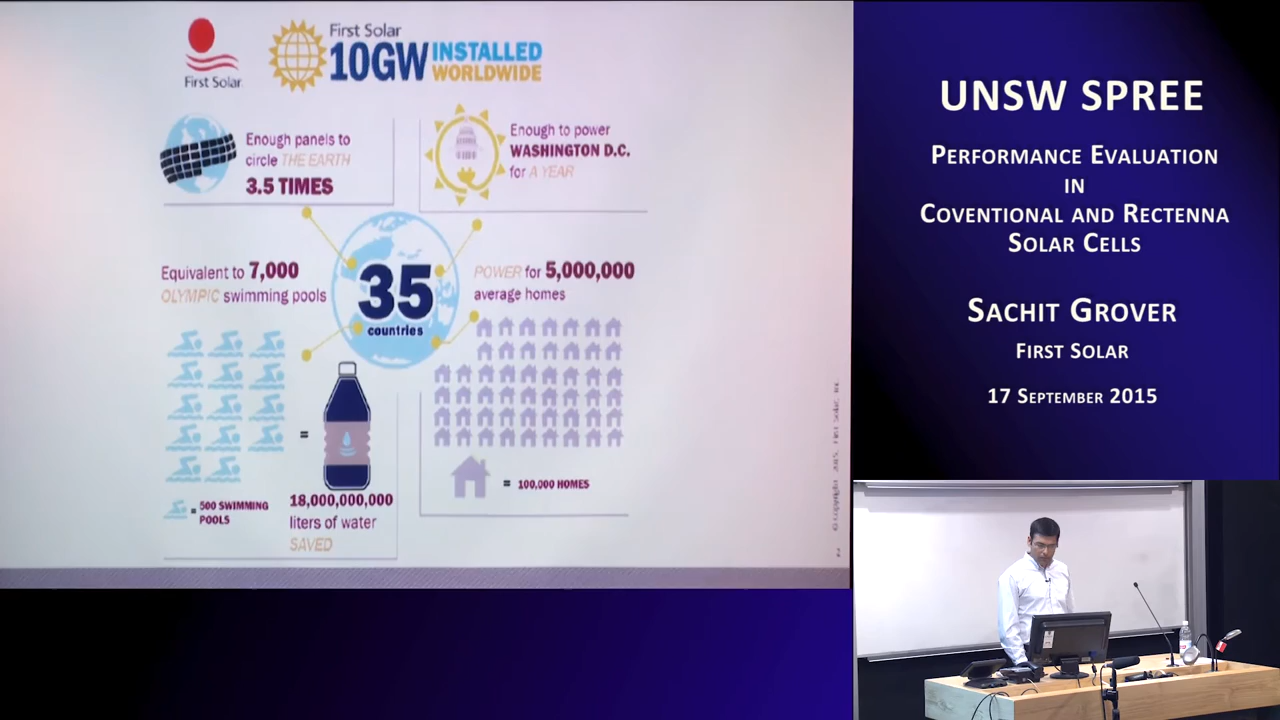 First Solar
First Solar
10GW INSTALLED
WORLDWIDE
Enough panels to
circle THE EARTH
3.5 TIMES
Enough to power
WASHINGTON D.C.
for A YEAR
Equivalent to 7,000
OLYMPIC swimming pools
35
countries
POWER for 5,000,000
average homes
=
= 500 SWIMMING
POOLS
18,000,000,000
liters of water
SAVED
= 100,000 HOMES
UNSW SPREE
PERFORMANCE EVALUATION
IN
COVENTIONAL AND RECTENNA
SOLAR CELLS
SACHIT GROVER
FIRST SOLAR
17 SEPTEMBER 2015